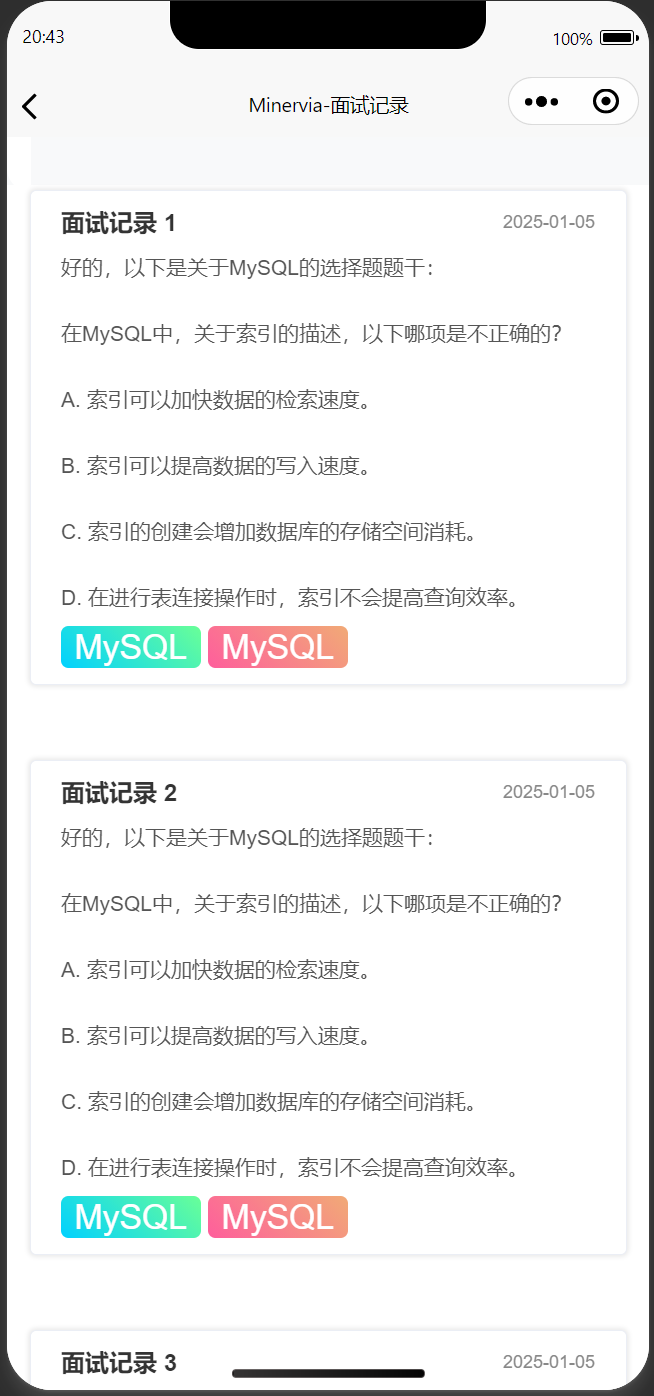 20:43
100%
Minervia-面试记录
面试记录 1
2025-01-05
好的，以下是关于MySQL的选择题题干：
在MySQL中，关于索引的描述，以下哪项是不正确的？
A. 索引可以加快数据的检索速度。
B. 索引可以提高数据的写入速度。
C. 索引的创建会增加数据库的存储空间消耗。
D. 在进行表连接操作时，索引不会提高查询效率。
MySQL MySQL
面试记录 2
2025-01-05
好的，以下是关于MySQL的选择题题干：
在MySQL中，关于索引的描述，以下哪项是不正确的？
A. 索引可以加快数据的检索速度。
B. 索引可以提高数据的写入速度。
C. 索引的创建会增加数据库的存储空间消耗。
D. 在进行表连接操作时，索引不会提高查询效率。
MySQL MySQL
面试记录 3
2025-01-05